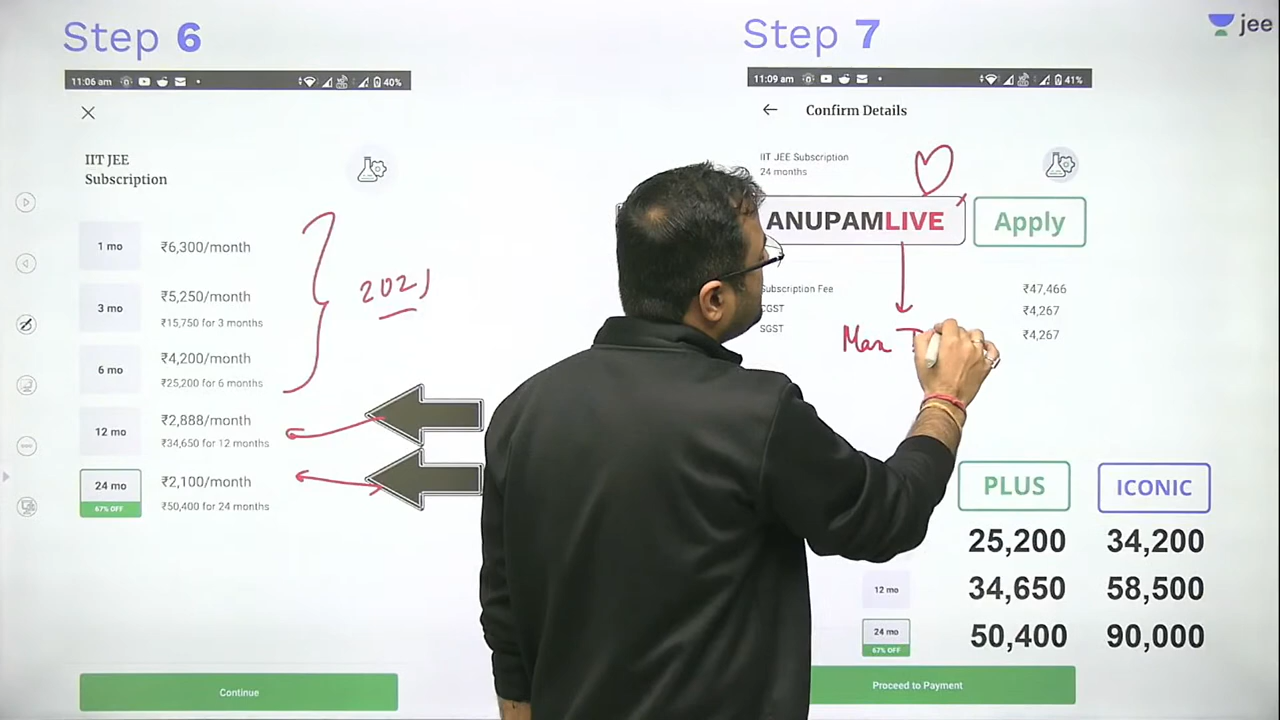 Step 6
11:06 am
40%
IIT JEE
Subscription
1 mo
₹6,300/month
3 mo
₹5,250/month
₹15,750 for 3 months
6 mo
₹4,200/month
₹25,200 for 6 months
12 mo
₹2,888/month
₹34,650 for 12 months
24 mo
67% OFF
₹2,100/month
₹50,400 for 24 months
Continue
2021
Step 7
jee
11:09 am
41%
Confirm Details
IIT JEE Subscription
24 months
ANUPAMLIVE
Apply
Subscription Fee ₹47,466
CGST ₹4,267
SGST ₹4,267
Max
PLUS ICONIC
25,200 34,200
12 mo 34,650 58,500
24 mo 50,400 90,000
67% OFF
Proceed to Payment